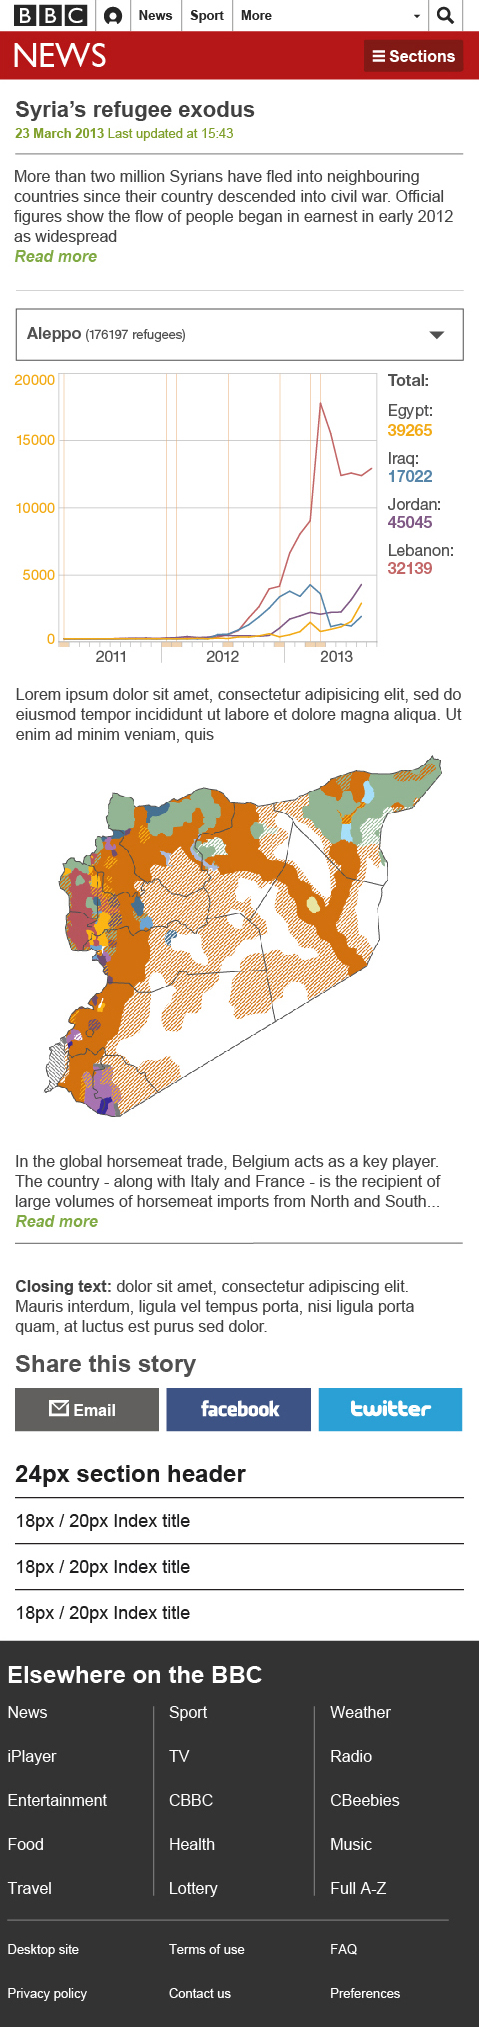 BBC News Sport More
NEWS Sections
Syria's refugee exodus
23 March 2013 Last updated at 15:43
More than two million Syrians have fled into neighbouring
countries since their country descended into civil war. Official
figures show the flow of people began in earnest in early 2012
as widespread
Read more
Aleppo (176197 refugees)
20000
15000
10000
5000
0
2011 2012 2013
Total:
Egypt:
39265
Iraq:
17022
Jordan:
45045
Lebanon:
32139
Lorem ipsum dolor sit amet, consectetur adipisicing elit, sed do
eiusmod tempor incididunt ut labore et dolore magna aliqua. Ut
enim ad minim veniam, quis
In the global horsemeat trade, Belgium acts as a key player.
The country - along with Italy and France - is the recipient of
large volumes of horsemeat imports from North and South...
Read more
Closing text: dolor sit amet, consectetur adipiscing elit.
Mauris interdum, ligula vel tempus porta, nisi ligula porta
quam, at luctus est purus sed dolor.
Share this story
Email facebook twitter
24px section header
18px / 20px Index title
18px / 20px Index title
18px / 20px Index title
Elsewhere on the BBC
News Sport Weather
iPlayer TV Radio
Entertainment CBBC CBeebies
Food Health Music
Travel Lottery Full A-Z
Desktop site Terms of use FAQ
Privacy policy Contact us Preferences